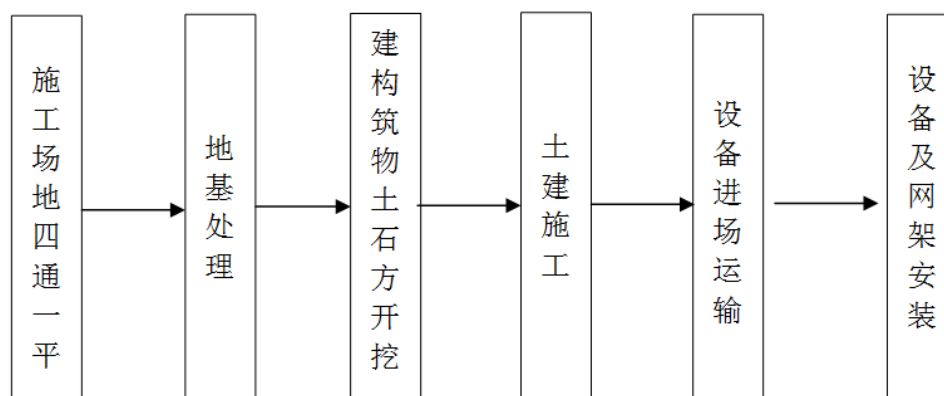 施工场地四通一平
地基处理
建构筑物土石方开挖
土建施工
设备进场运输
设备及网架安装